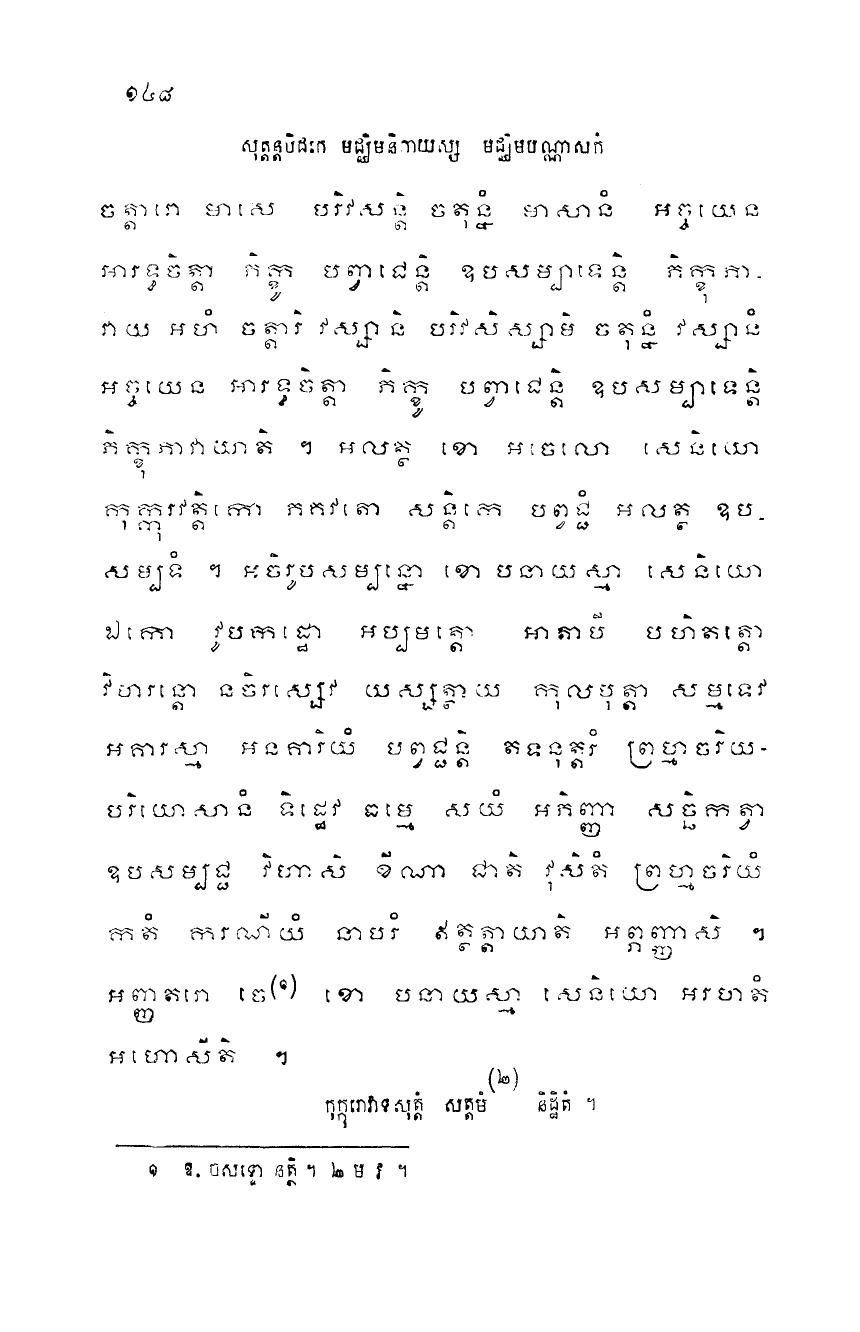 ១៤៨
សុត្តន្តបិដកេ មជ្ឈិមនិកាយស្ស មជ្ឈិមបណ្ណាសកំ
ចត្តារោ មាសេ បរិវសន្តិ ចតុន្នំ មាសានំ អច្ចយេន
អារទ្ធចិត្តា ភិក្ខូ បព្វាជេន្តិ ឧបសម្បាទេន្តិ ភិក្ខុភា-
វាយ អហំ ចត្តារិ វស្សានិ បរិវសិស្សាមិ ចតុន្នំ វស្សានំ
អច្ចយេន អារទ្ធចិត្តា ភិក្ខូ បព្វាជេន្តិ ឧបសម្បាទេន្តិ
ភិក្ខុភាវាយាតិ ។ អលត្ថ ខោ អចេលោ សេនិយោ
កុក្កុរវត្តិកោ ភគវតោ សន្តិកេ បព្វជ្ជំ អលត្ថ ឧប-
សម្បទំ ។ អចិរូបសម្បន្នោ ខោ បនាយស្មា សេនិយោ
ឯកោ វូបកដ្ឋោ អប្បមត្តោ អាតាបី បហិតត្តោ
វិហរន្តោ នចិរស្សេវ យស្សត្ថាយ កុលបុត្តា សម្មទេវ
អគារស្មា អនគារិយំ បព្វជ្ជន្តិ តទនុត្តរំ ព្រហ្មចរិយ-
បរិយោសានំ ទិដ្ឋេវ ធម្មេ សយំ អភិញ្ញា សច្ឆិកត្វា
ឧបសម្បជ្ជ វិហាសិ ខីណា ជាតិ វុសិតំ ព្រហ្មចរិយំ
កតំ ករណីយំ នាបរំ ឥត្ថត្តាយាតិ អព្ភញ្ញាសិ ។
អញ្ញតរោ ចេ(១) ខោ បនាយស្មា សេនិយោ អរហតំ
អហោសីតិ ។
កុក្កុរោវាទសុត្តំ សត្តមំ(២) និដ្ឋិតំ ។
១ ឱ. ចសទ្ទោ នត្ថិ ។ ២ ម វ ។